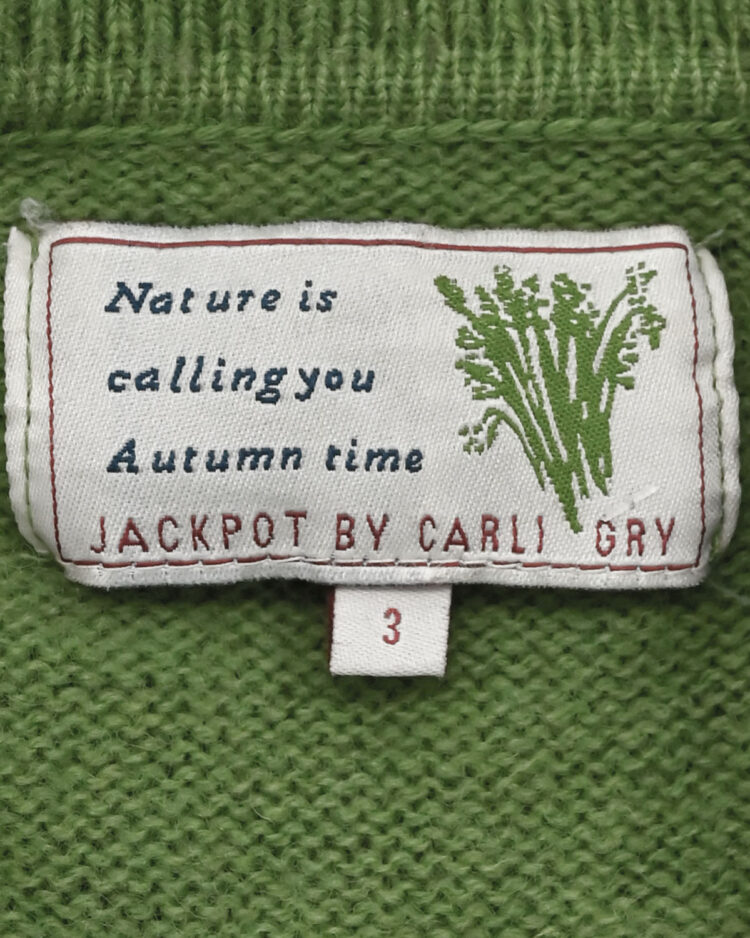 Nature is
calling you
Autumn time
JACKPOT BY CARLI GRY
3